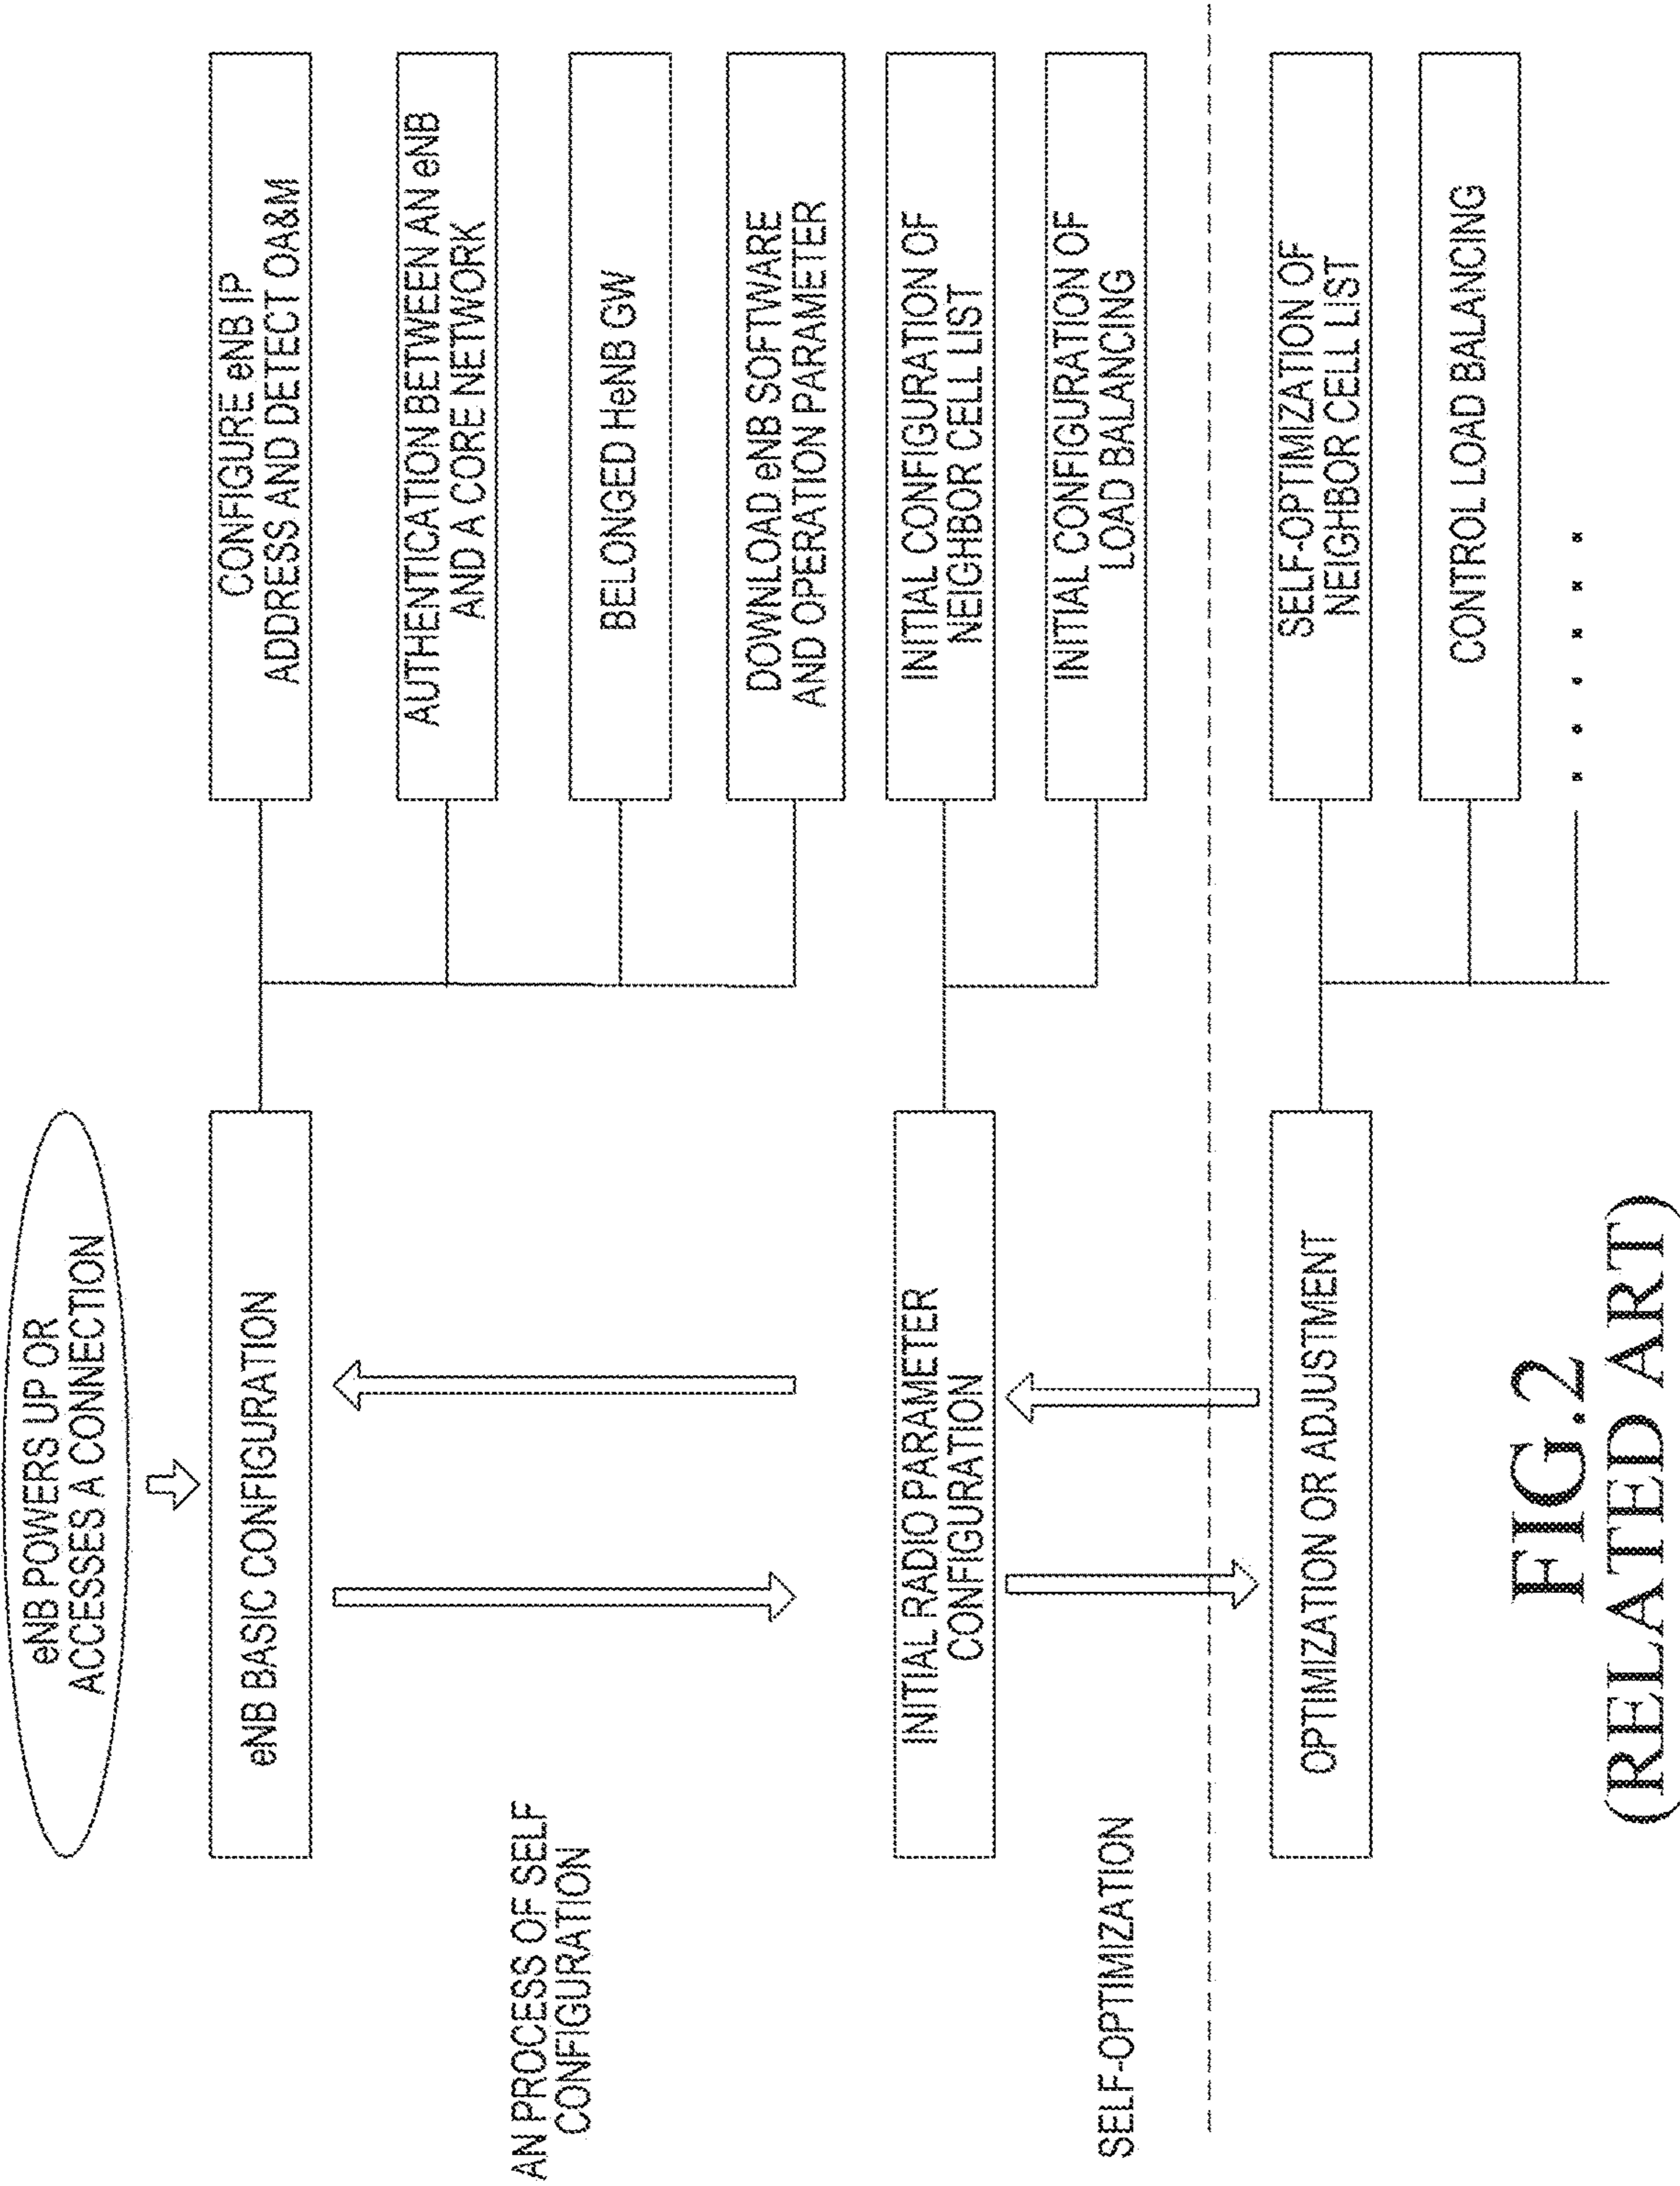 eNB POWERS UP OR
ACCESSES A CONNECTION
eNB BASIC CONFIGURATION
CONFIGURE eNB IP
ADDRESS AND DETECT OA&M
AUTHENTICATION BETWEEN AN eNB
AND A CORE NETWORK
AN PROCESS OF SELF
CONFIGURATION
BELONGED HeNB GW
DOWNLOAD eNB SOFTWARE
AND OPERATION PARAMETER
INITIAL RADIO PARAMETER
CONFIGURATION
INITIAL CONFIGURATION OF
NEIGHBOR CELL LIST
INITIAL CONFIGURATION OF
LOAD BALANCING
SELF-OPTIMIZATION
OPTIMIZATION OR ADJUSTMENT
SELF-OPTIMIZATION OF
NEIGHBOR CELL LIST
CONTROL LOAD BALANCING
......
FIG.2
(RELATED ART)